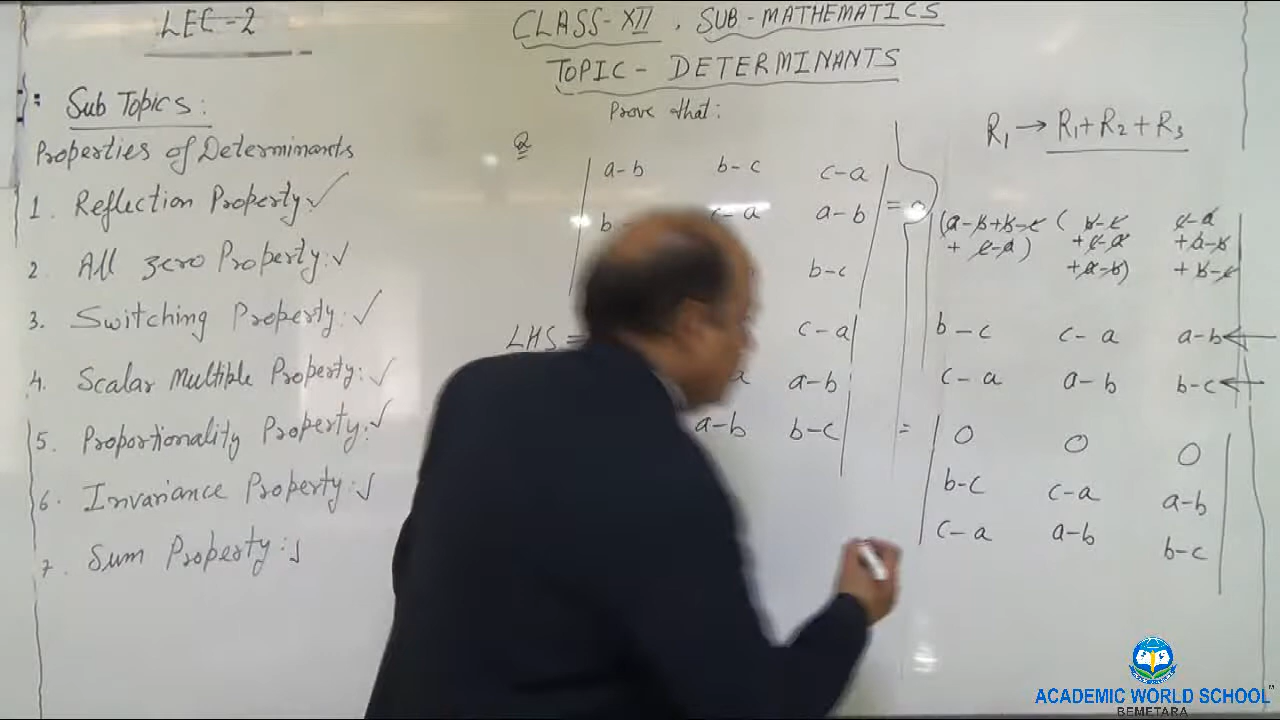 LEC-2
CLASS-XII, SUB-MATHEMATICS
TOPIC- DETERMINANTS
Sub Topics:
Properties of Determinants
1. Reflection Property: ✓
2. All zero Property: ✓
3. Switching Property: ✓
4. Scalar Multiple Property: ✓
5. Proportionality Property: ✓
6. Invariance Property: ✓
7. Sum Property: ✓
Prove that:
Q
| a-b b-c c-a |
b- c-a a-b = 0
b-c
LHS = c-a |
a-b
a-b b-c |
R₁ → R₁+R₂+R₃
(a-b+b-c ( b-c c-a
+ c-a) +c-a +a-b
+a-b) + b-c
b-c c-a a-b ←
c-a a-b b-c ←
= | 0 0 0 |
b-c c-a a-b
c-a a-b b-c
ACADEMIC WORLD SCHOOL
BEMETARA